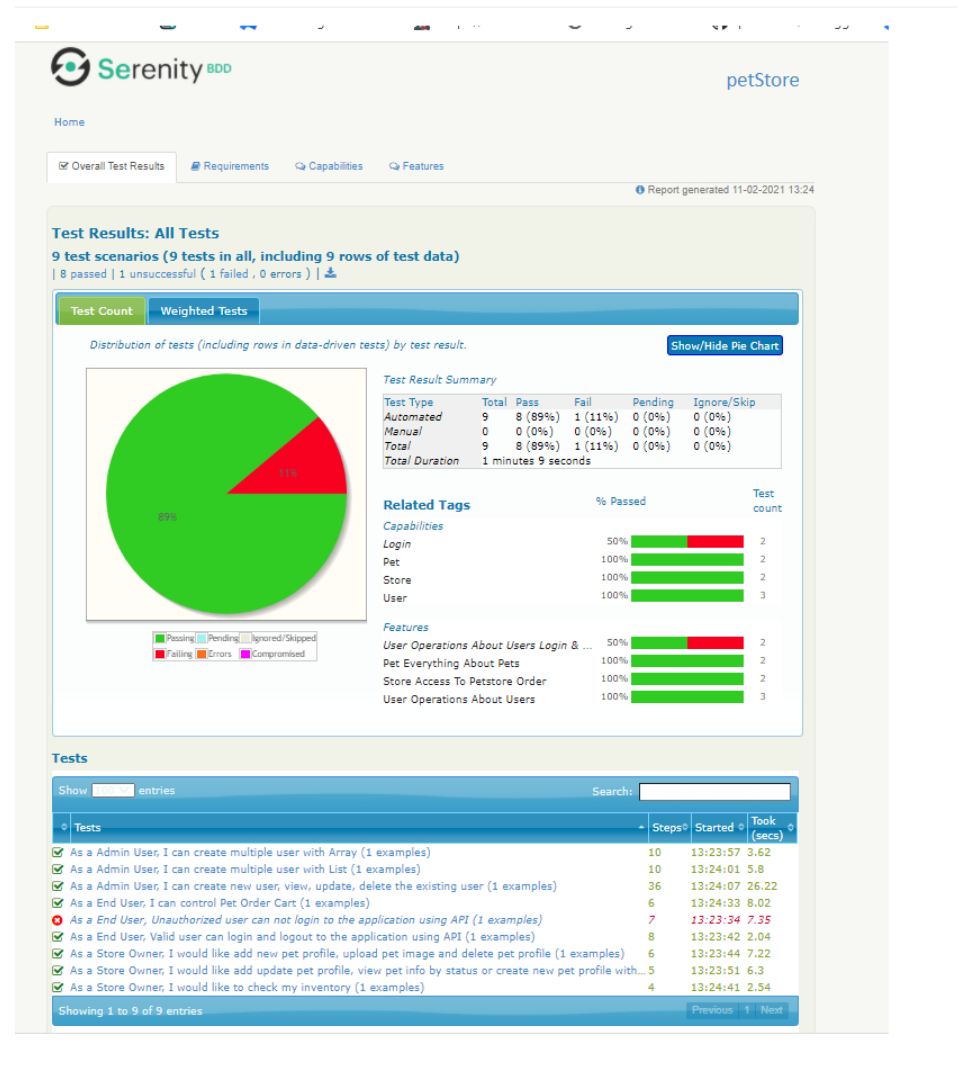 Serenity BDD
petStore
Home
Overall Test Results Requirements Capabilities Features
Report generated 11-02-2021 13:24
Test Results: All Tests
9 test scenarios (9 tests in all, including 9 rows of test data)
| 8 passed | 1 unsuccessful ( 1 failed , 0 errors ) |
Test Count Weighted Tests
Distribution of tests (including rows in data-driven tests) by test result.
Show/Hide Pie Chart
11%
89%
Passing Pending Ignored/Skipped
Failing Errors Compromised
Test Result Summary
Test Type Total Pass Fail Pending Ignore/Skip
Automated 9 8 (89%) 1 (11%) 0 (0%) 0 (0%)
Manual 0 0 (0%) 0 (0%) 0 (0%) 0 (0%)
Total 9 8 (89%) 1 (11%) 0 (0%) 0 (0%)
Total Duration 1 minutes 9 seconds
Related Tags % Passed Test count
Capabilities
Login 50% 2
Pet 100% 2
Store 100% 2
User 100% 3
Features
User Operations About Users Login & ... 50% 2
Pet Everything About Pets 100% 2
Store Access To Petstore Order 100% 2
User Operations About Users 100% 3
Tests
Show 100 entries Search:
Tests Steps Started Took (secs)
As a Admin User, I can create multiple user with Array (1 examples) 10 13:23:57 3.62
As a Admin User, I can create multiple user with List (1 examples) 10 13:24:01 5.8
As a Admin User, I can create new user, view, update, delete the existing user (1 examples) 36 13:24:07 26.22
As a End User, I can control Pet Order Cart (1 examples) 6 13:24:33 8.02
As a End User, Unauthorized user can not login to the application using API (1 examples) 7 13:23:34 7.35
As a End User, Valid user can login and logout to the application using API (1 examples) 8 13:23:42 2.04
As a Store Owner, I would like add new pet profile, upload pet image and delete pet profile (1 examples) 6 13:23:44 7.22
As a Store Owner, I would like add update pet profile, view pet info by status or create new pet profile with... 5 13:23:51 6.3
As a Store Owner, I would like to check my inventory (1 examples) 4 13:24:41 2.54
Showing 1 to 9 of 9 entries Previous 1 Next